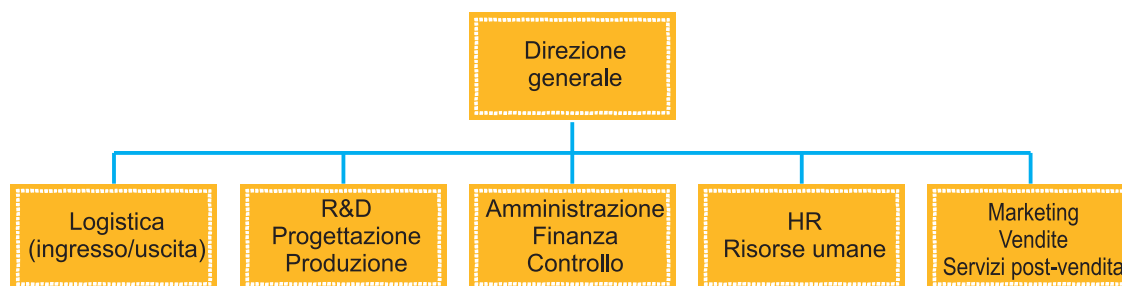 Direzione
generale
Logistica
(ingresso/uscita)
R&D
Progettazione
Produzione
Amministrazione
Finanza
Controllo
HR
Risorse umane
Marketing
Vendite
Servizi post-vendita